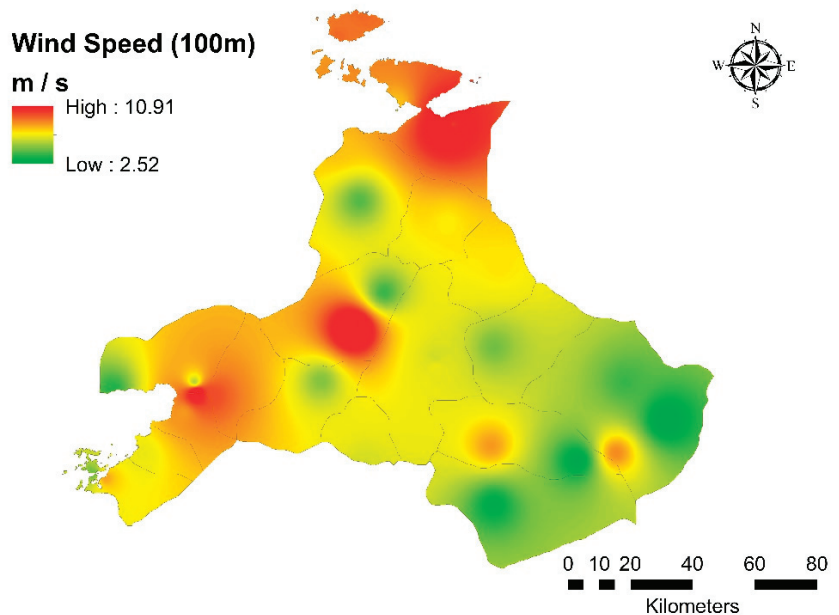 Wind Speed (100m)
m / s
High : 10.91
Low : 2.52
N
W
E
S
0 10 20 40 60 80
Kilometers